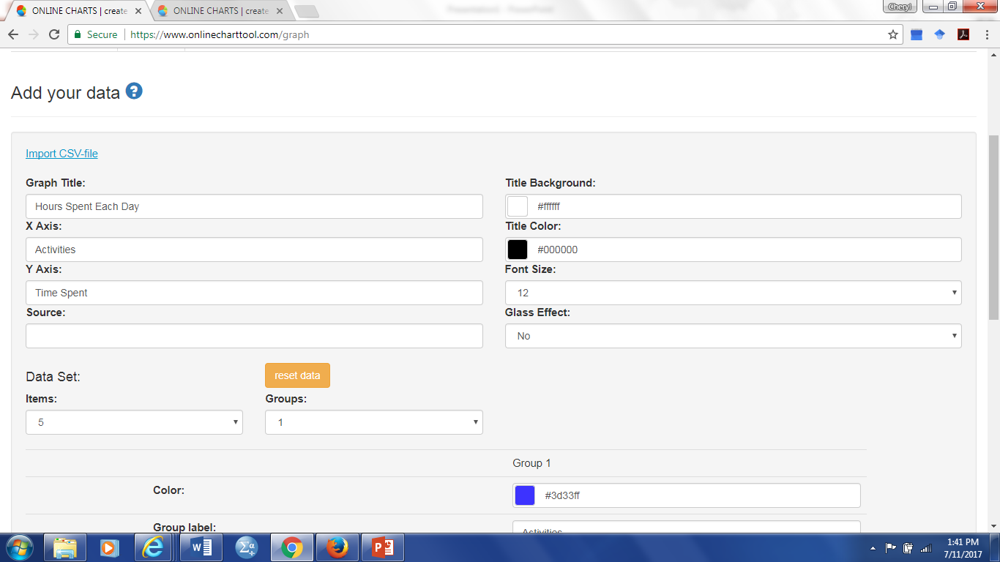 ONLINE CHARTS | create
ONLINE CHARTS | create
Cheryl
Secure https://www.onlinecharttool.com/graph
Add your data ?
Import CSV-file
Graph Title:
Title Background:
Hours Spent Each Day
#ffffff
X Axis:
Title Color:
Activities
#000000
Y Axis:
Font Size:
Time Spent
12
Source:
Glass Effect:
No
Data Set:
reset data
Items:
Groups:
5
1
Group 1
Color:
#3d33ff
Group label:
Activities
1:41 PM
7/11/2017